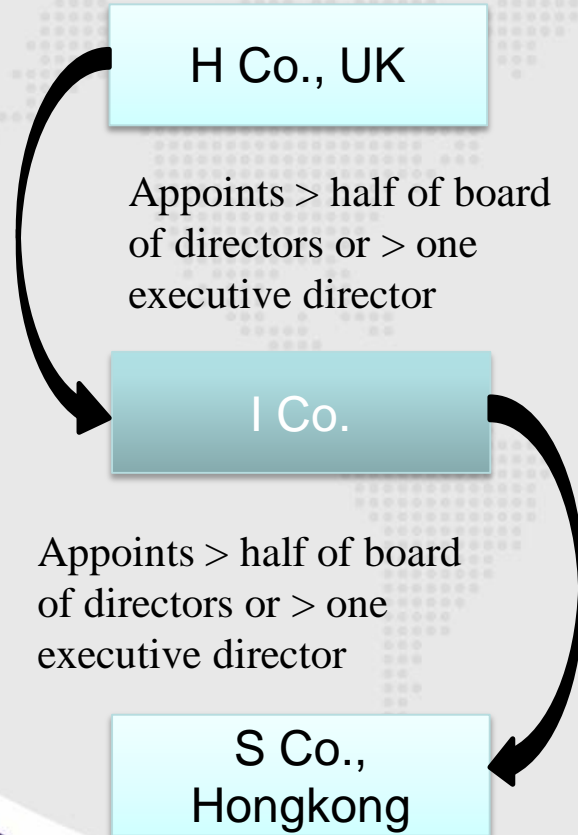 H Co., UK
Appoints > half of board
of directors or > one
executive director
I Co.
Appoints > half of board
of directors or > one
executive director
S Co.,
Hongkong